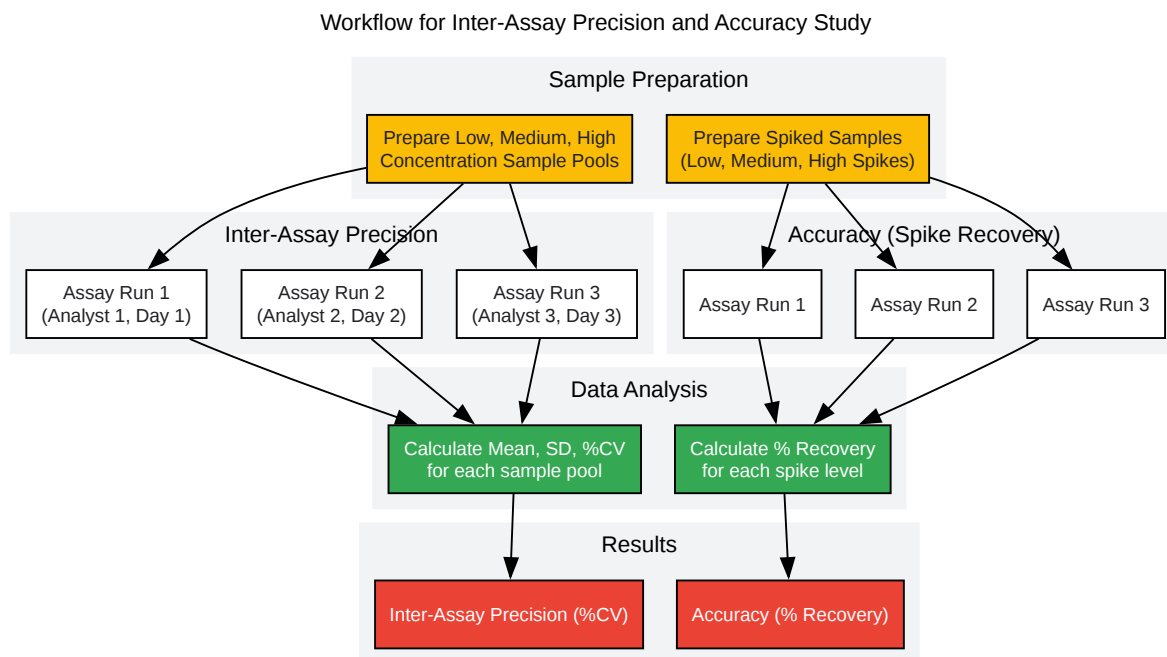 Workflow for Inter-Assay Precision and Accuracy Study
Sample Preparation
Prepare Low, Medium, High
Concentration Sample Pools
Prepare Spiked Samples
(Low, Medium, High Spikes)
Inter-Assay Precision
Accuracy (Spike Recovery)
Assay Run 1
(Analyst 1, Day 1)
Assay Run 2
(Analyst 2, Day 2)
Assay Run 3
(Analyst 3, Day 3)
Assay Run 1
Assay Run 2
Assay Run 3
Data Analysis
Calculate Mean, SD, %CV
for each sample pool
Calculate % Recovery
for each spike level
Results
Inter-Assay Precision (%CV)
Accuracy (% Recovery)